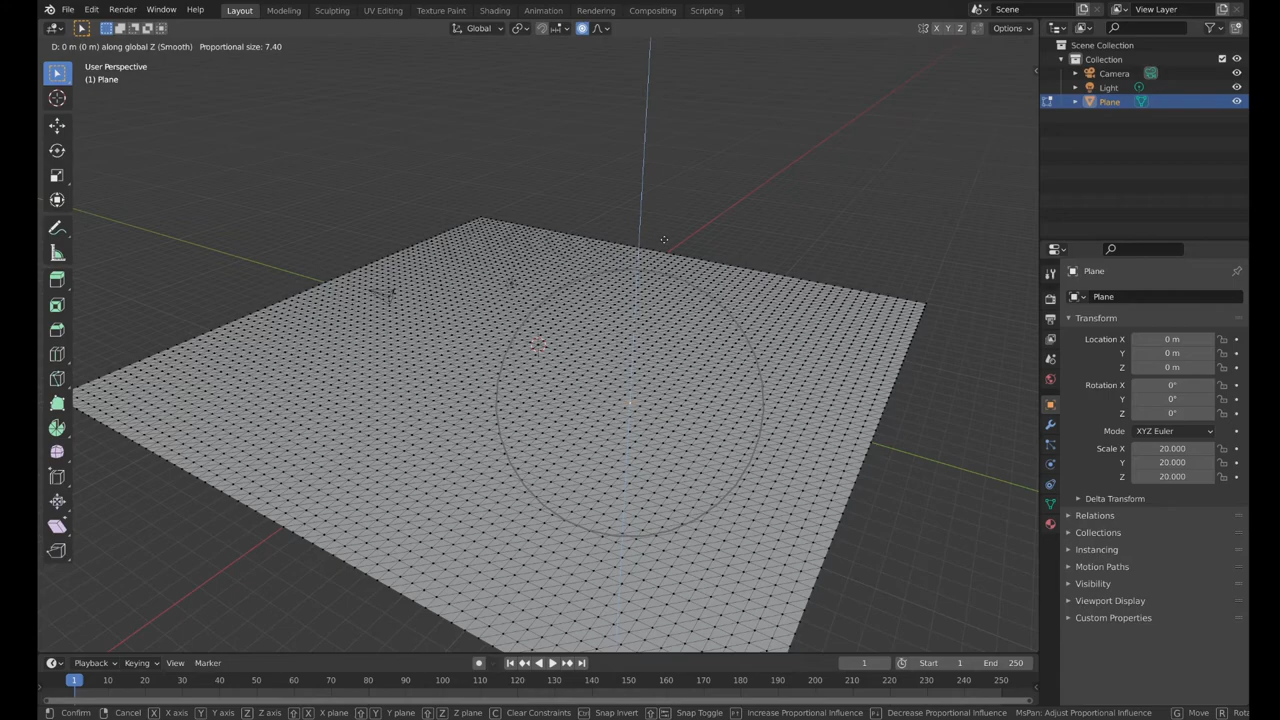 File Edit Render Window Help Layout Modeling Sculpting UV Editing Texture Paint Shading Animation Rendering Compositing Scripting + Scene View Layer
Global Options
D: 0 m (0 m) along global Z (Smooth) Proportional size: 7.40
X Y Z
User Perspective
(1) Plane
Scene Collection
Collection
Camera
Light
Plane
Plane
Plane
Transform
Location X 0 m
Y 0 m
Z 0 m
Rotation X 0°
Y 0°
Z 0°
Mode XYZ Euler
Scale X 20.000
Y 20.000
Z 20.000
Delta Transform
Relations
Collections
Instancing
Motion Paths
Visibility
Viewport Display
Custom Properties
Playback Keying View Marker 1 Start 1 End 250
1 10 20 30 40 50 60 70 80 90 100 110 120 130 140 150 160 170 180 190 200 210 220 230 240 250
Confirm Cancel X X axis Y Y axis Z Z axis X X plane Y Y plane Z Z plane C Clear Constraints Ctrl Snap Invert Snap Toggle Increase Proportional Influence Decrease Proportional Influence MsPan: Adjust Proportional Influence G Move R Rota